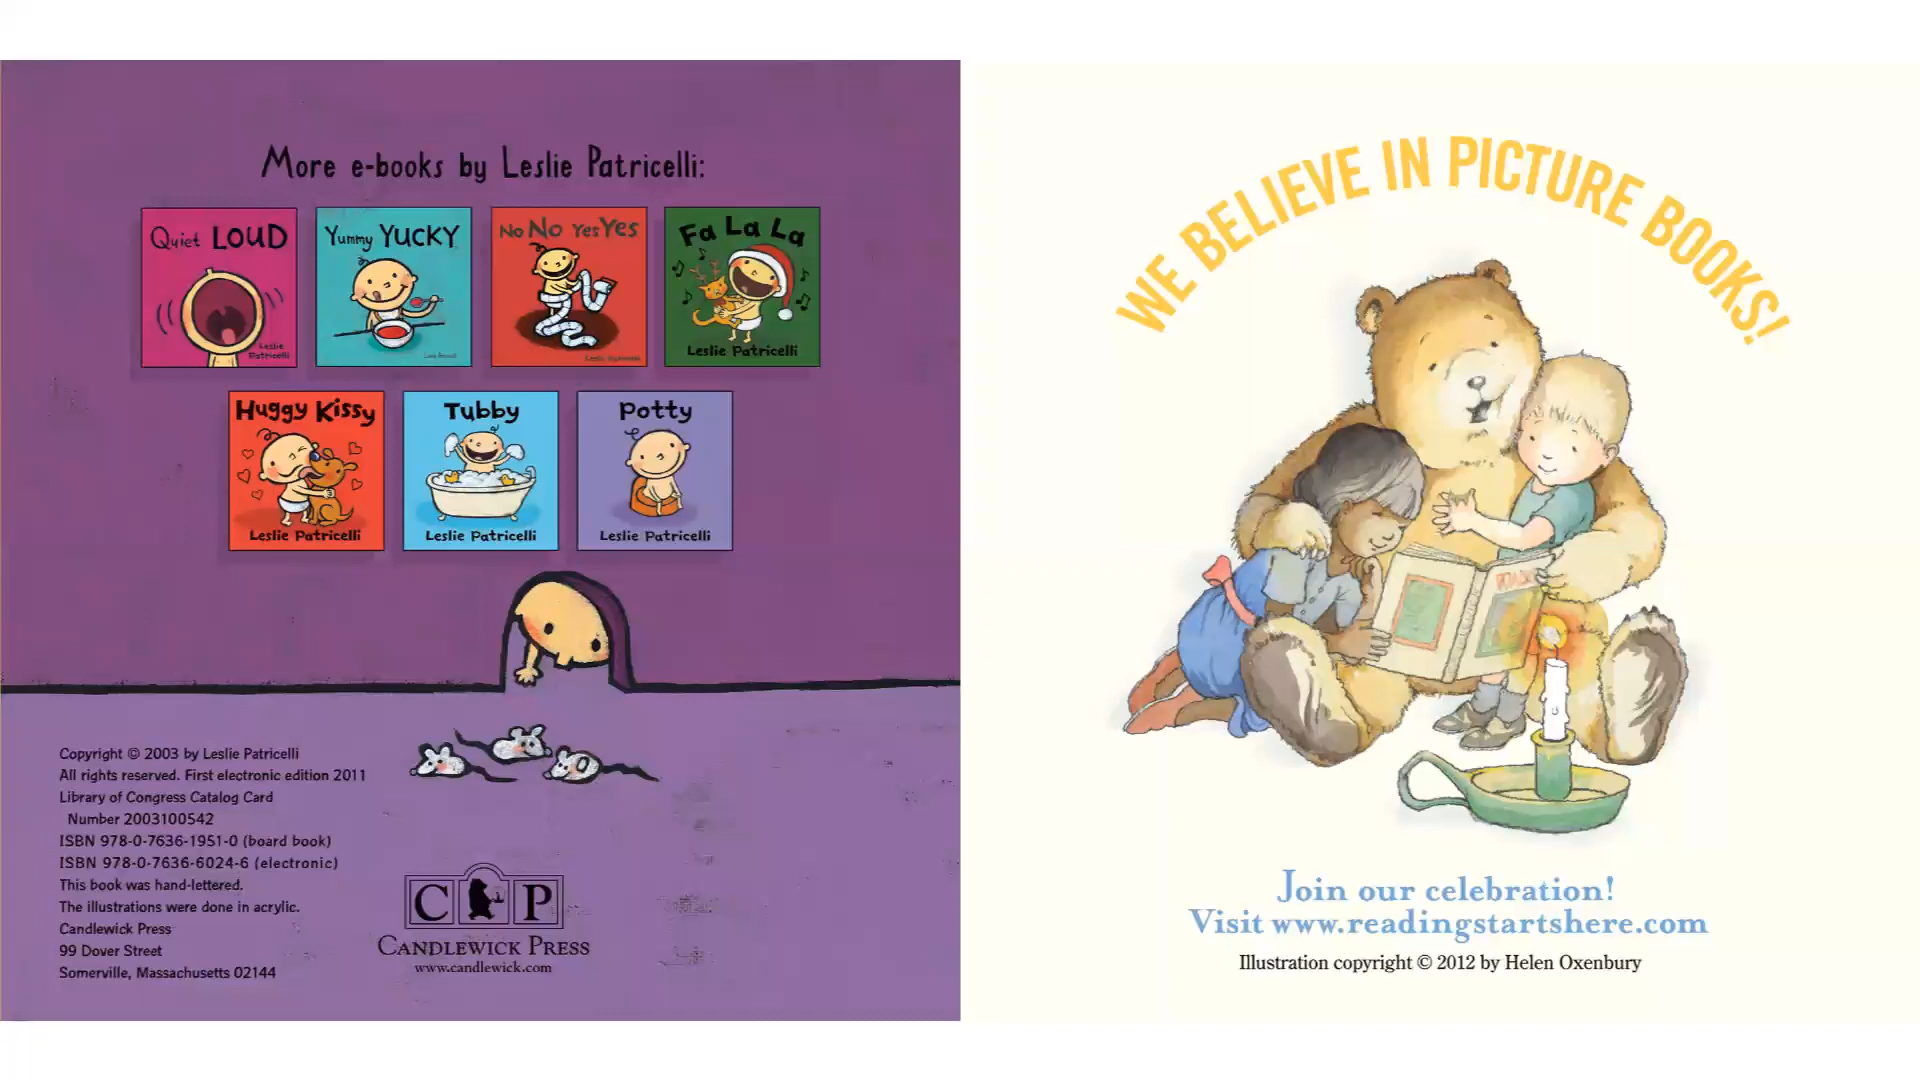 More e-books by Leslie Patricelli:
Quiet LOUD
Leslie
Patricelli
Yummy YUCKY
No No Yes Yes
Fa La La
Leslie Patricelli
Huggy Kissy
Leslie Patricelli
Tubby
Leslie Patricelli
Potty
Leslie Patricelli
Copyright © 2003 by Leslie Patricelli
All rights reserved. First electronic edition 2011
Library of Congress Catalog Card
Number 2003100542
ISBN 978-0-7636-1951-0 (board book)
ISBN 978-0-7636-6024-6 (electronic)
This book was hand-lettered.
The illustrations were done in acrylic.
Candlewick Press
99 Dover Street
Somerville, Massachusetts 02144
C P
CANDLEWICK PRESS
www.candlewick.com
WE BELIEVE IN PICTURE BOOKS!
Join our celebration!
Visit www.readingstartshere.com
Illustration copyright © 2012 by Helen Oxenbury